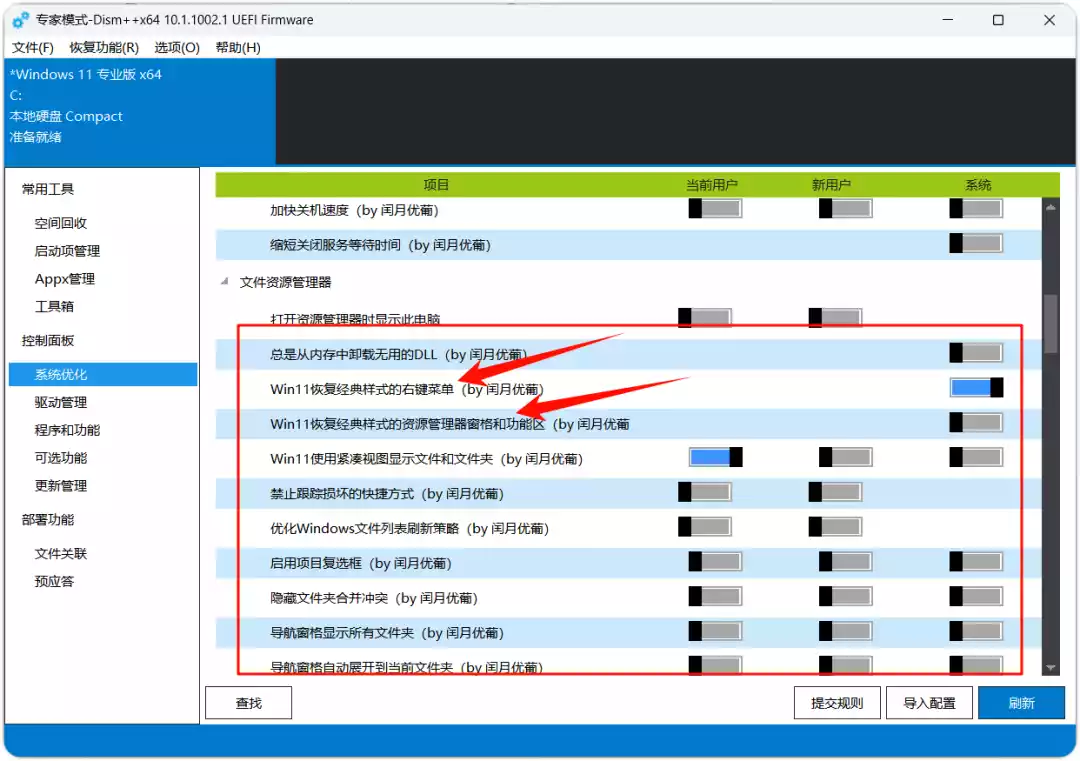 专家模式-Dism++x64 10.1.1002.1 UEFI Firmware
文件(F) 恢复功能(R) 选项(O) 帮助(H)
*Windows 11 专业版 x64
C:
本地硬盘 Compact
准备就绪
常用工具
空间回收
启动项管理
Appx管理
工具箱
控制面板
系统优化
驱动管理
程序和功能
可选功能
更新管理
部署功能
文件关联
预应答
项目 当前用户 新用户 系统
加快关机速度（by 闰月优葡）
缩短关闭服务等待时间（by 闰月优葡)
文件资源管理器
打开资源管理器时显示此电脑
总是从内存中卸载无用的DLL（by 闰月优葡）
Win11恢复经典样式的右键菜单（by 闰月优葡）
Win11恢复经典样式的资源管理器窗格和功能区（by 闰月优葡
Win11使用紧凑视图显示文件和文件夹（by 闰月优葡）
禁止跟踪损坏的快捷方式（by 闰月优葡）
优化Windows文件列表刷新策略（by 闰月优葡）
启用项目复选框（by 闰月优葡）
隐藏文件夹合并冲突（by 闰月优葡）
导航窗格显示所有文件夹（by 闰月优葡）
导航窗格自动展开到当前文件夹（by 闰月优葡）
查找 提交规则 导入配置 刷新